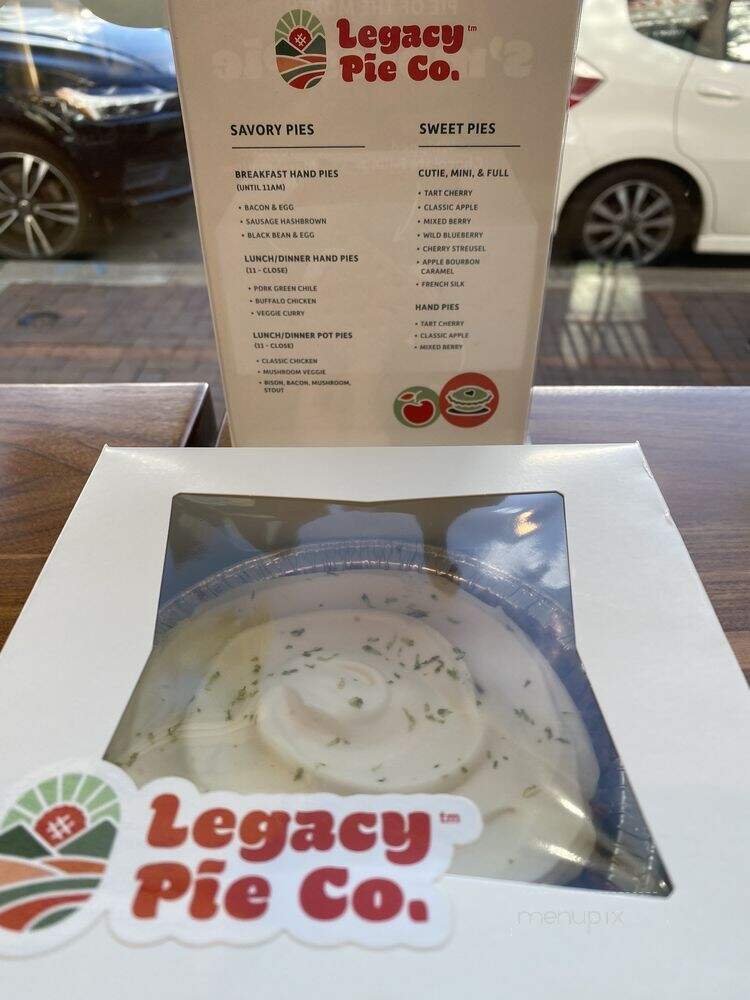 Legacy™
Pie Co.
SAVORY PIES
BREAKFAST HAND PIES
(UNTIL 11AM)
• BACON & EGG
• SAUSAGE HASHBROWN
• BLACK BEAN & EGG
LUNCH/DINNER HAND PIES
(11 - CLOSE)
• PORK GREEN CHILE
• BUFFALO CHICKEN
• VEGGIE CURRY
LUNCH/DINNER POT PIES
(11 - CLOSE)
• CLASSIC CHICKEN
• MUSHROOM VEGGIE
• BISON, BACON, MUSHROOM,
STOUT
SWEET PIES
CUTIE, MINI, & FULL
• TART CHERRY
• CLASSIC APPLE
• MIXED BERRY
• WILD BLUEBERRY
• CHERRY STREUSEL
• APPLE BOURBON
CARAMEL
• FRENCH SILK
HAND PIES
• TART CHERRY
• CLASSIC APPLE
• MIXED BERRY
Legacy™
Pie Co.
menupix